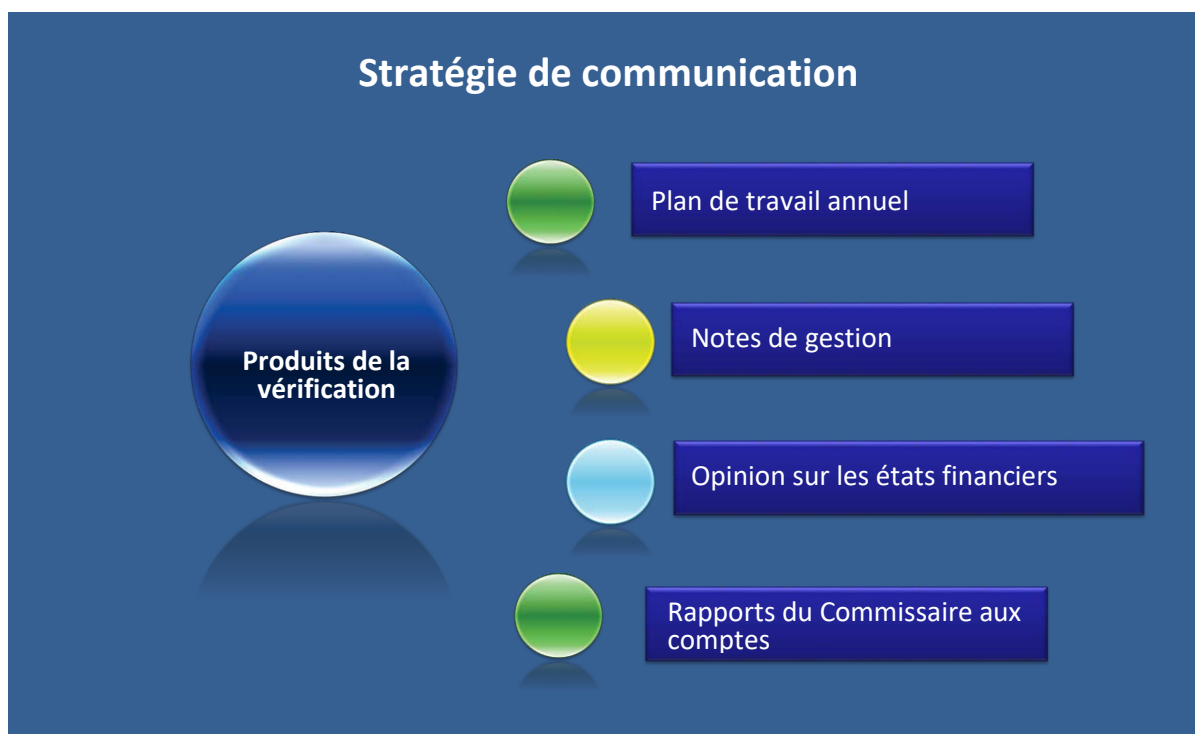 Stratégie de communication
Plan de travail annuel
Produits de la
vérification
Notes de gestion
Opinion sur les états financiers
Rapports du Commissaire aux
comptes